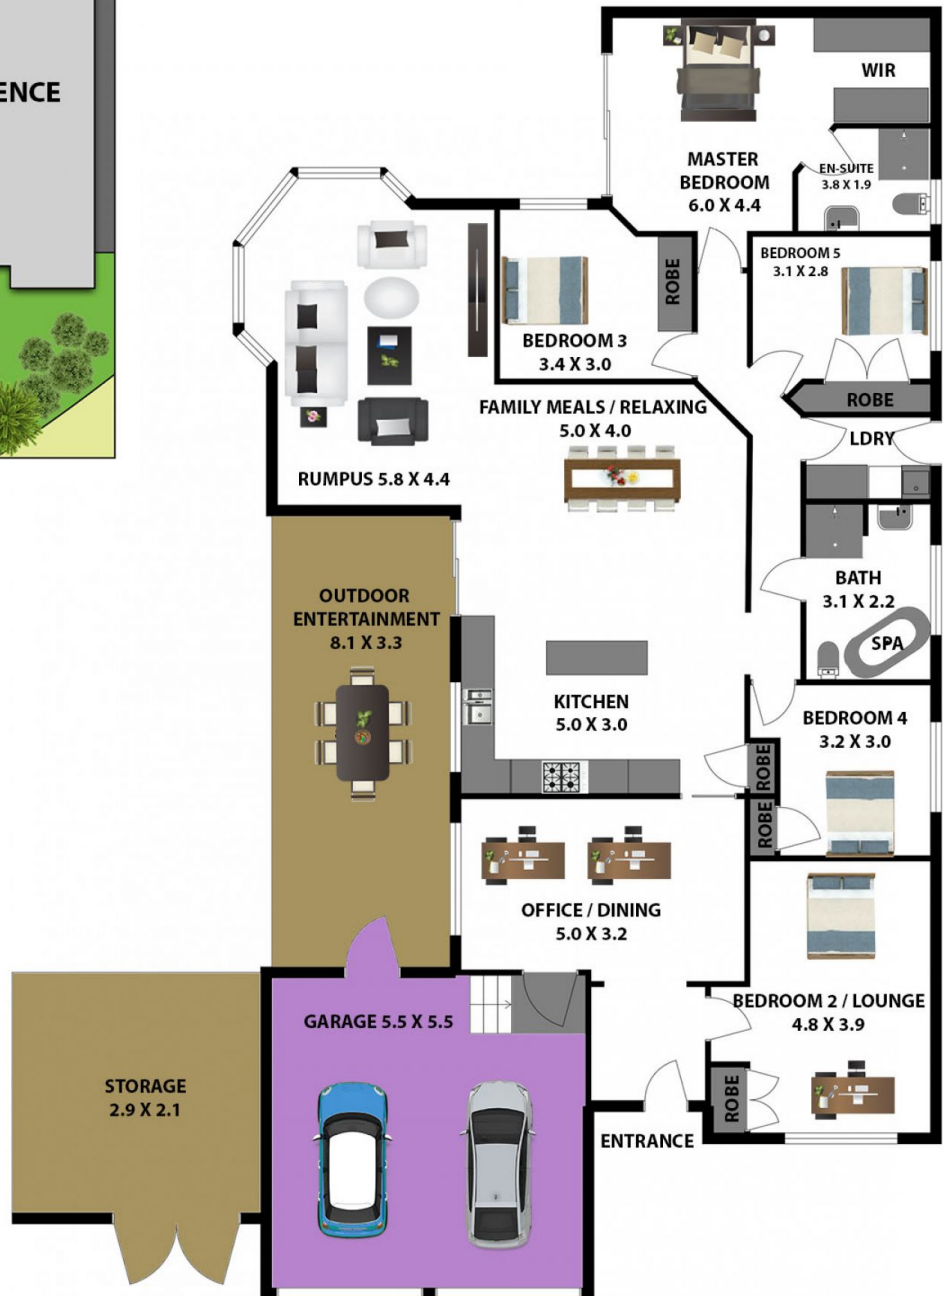 ENCE
WIR
MASTER
BEDROOM
6.0 X 4.4
EN-SUITE
3.8 X 1.9
BEDROOM 5
3.1 X 2.8
ROBE
BEDROOM 3
3.4 X 3.0
ROBE
FAMILY MEALS / RELAXING
5.0 X 4.0
LDRY
RUMPUS 5.8 X 4.4
OUTDOOR
ENTERTAINMENT
8.1 X 3.3
BATH
3.1 X 2.2
SPA
KITCHEN
5.0 X 3.0
BEDROOM 4
3.2 X 3.0
ROBE
ROBE
OFFICE / DINING
5.0 X 3.2
BEDROOM 2 / LOUNGE
4.8 X 3.9
GARAGE 5.5 X 5.5
STORAGE
2.9 X 2.1
ROBE
ENTRANCE